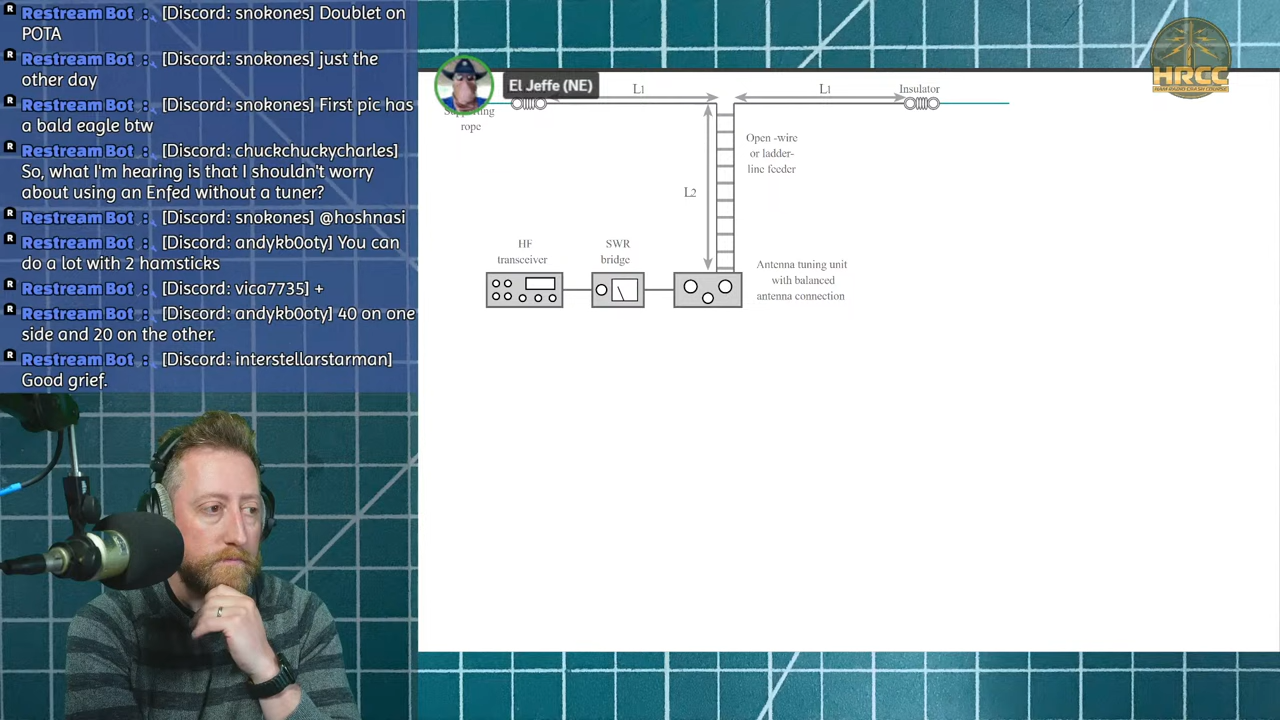 Restream Bot : [Discord: snokones] Doublet on
POTA
Restream Bot : [Discord: snokones] just the
other day
Restream Bot : [Discord: snokones] First pic has
a bald eagle btw
Restream Bot : [Discord: chuckchuckycharles]
So, what I'm hearing is that I shouldn't worry
about using an Enfed without a tuner?
Restream Bot : [Discord: snokones] @hoshnasi
Restream Bot : [Discord: andykb0oty] You can
do a lot with 2 hamsticks
Restream Bot : [Discord: vica7735] +
Restream Bot : [Discord: andykb0oty] 40 on one
side and 20 on the other.
Restream Bot : [Discord: interstellarstarman]
Good grief.
HRCC
HAM RADIO CRASH COURSE
El Jeffe (NE)
L1
L1
Insulator
Supporting
rope
Open -wire
or ladder-
line feeder
L2
HF
transceiver
SWR
bridge
Antenna tuning unit
with balanced
antenna connection